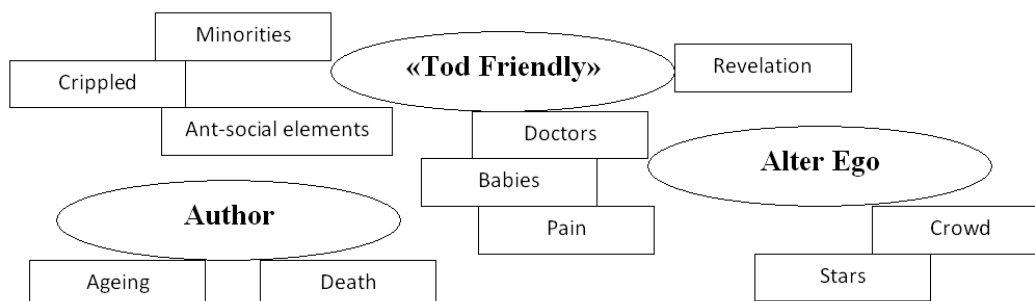 Minorities
«Tod Friendly»
Revelation
Crippled
Ant-social elements
Doctors
Alter Ego
Babies
Author
Pain
Crowd
Ageing
Death
Stars